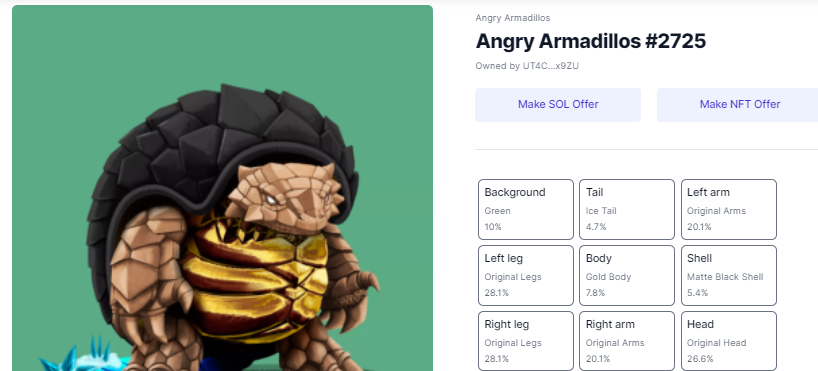 Angry Armadillos
Angry Armadillos #2725
Owned by UT4C...x9ZU
Make SOL Offer
Make NFT Offer
Background
Green
10%
Tail
Ice Tail
4.7%
Left arm
Original Arms
20.1%
Left leg
Original Legs
28.1%
Body
Gold Body
7.8%
Shell
Matte Black Shell
5.4%
Right leg
Original Legs
28.1%
Right arm
Original Arms
20.1%
Head
Original Head
26.6%